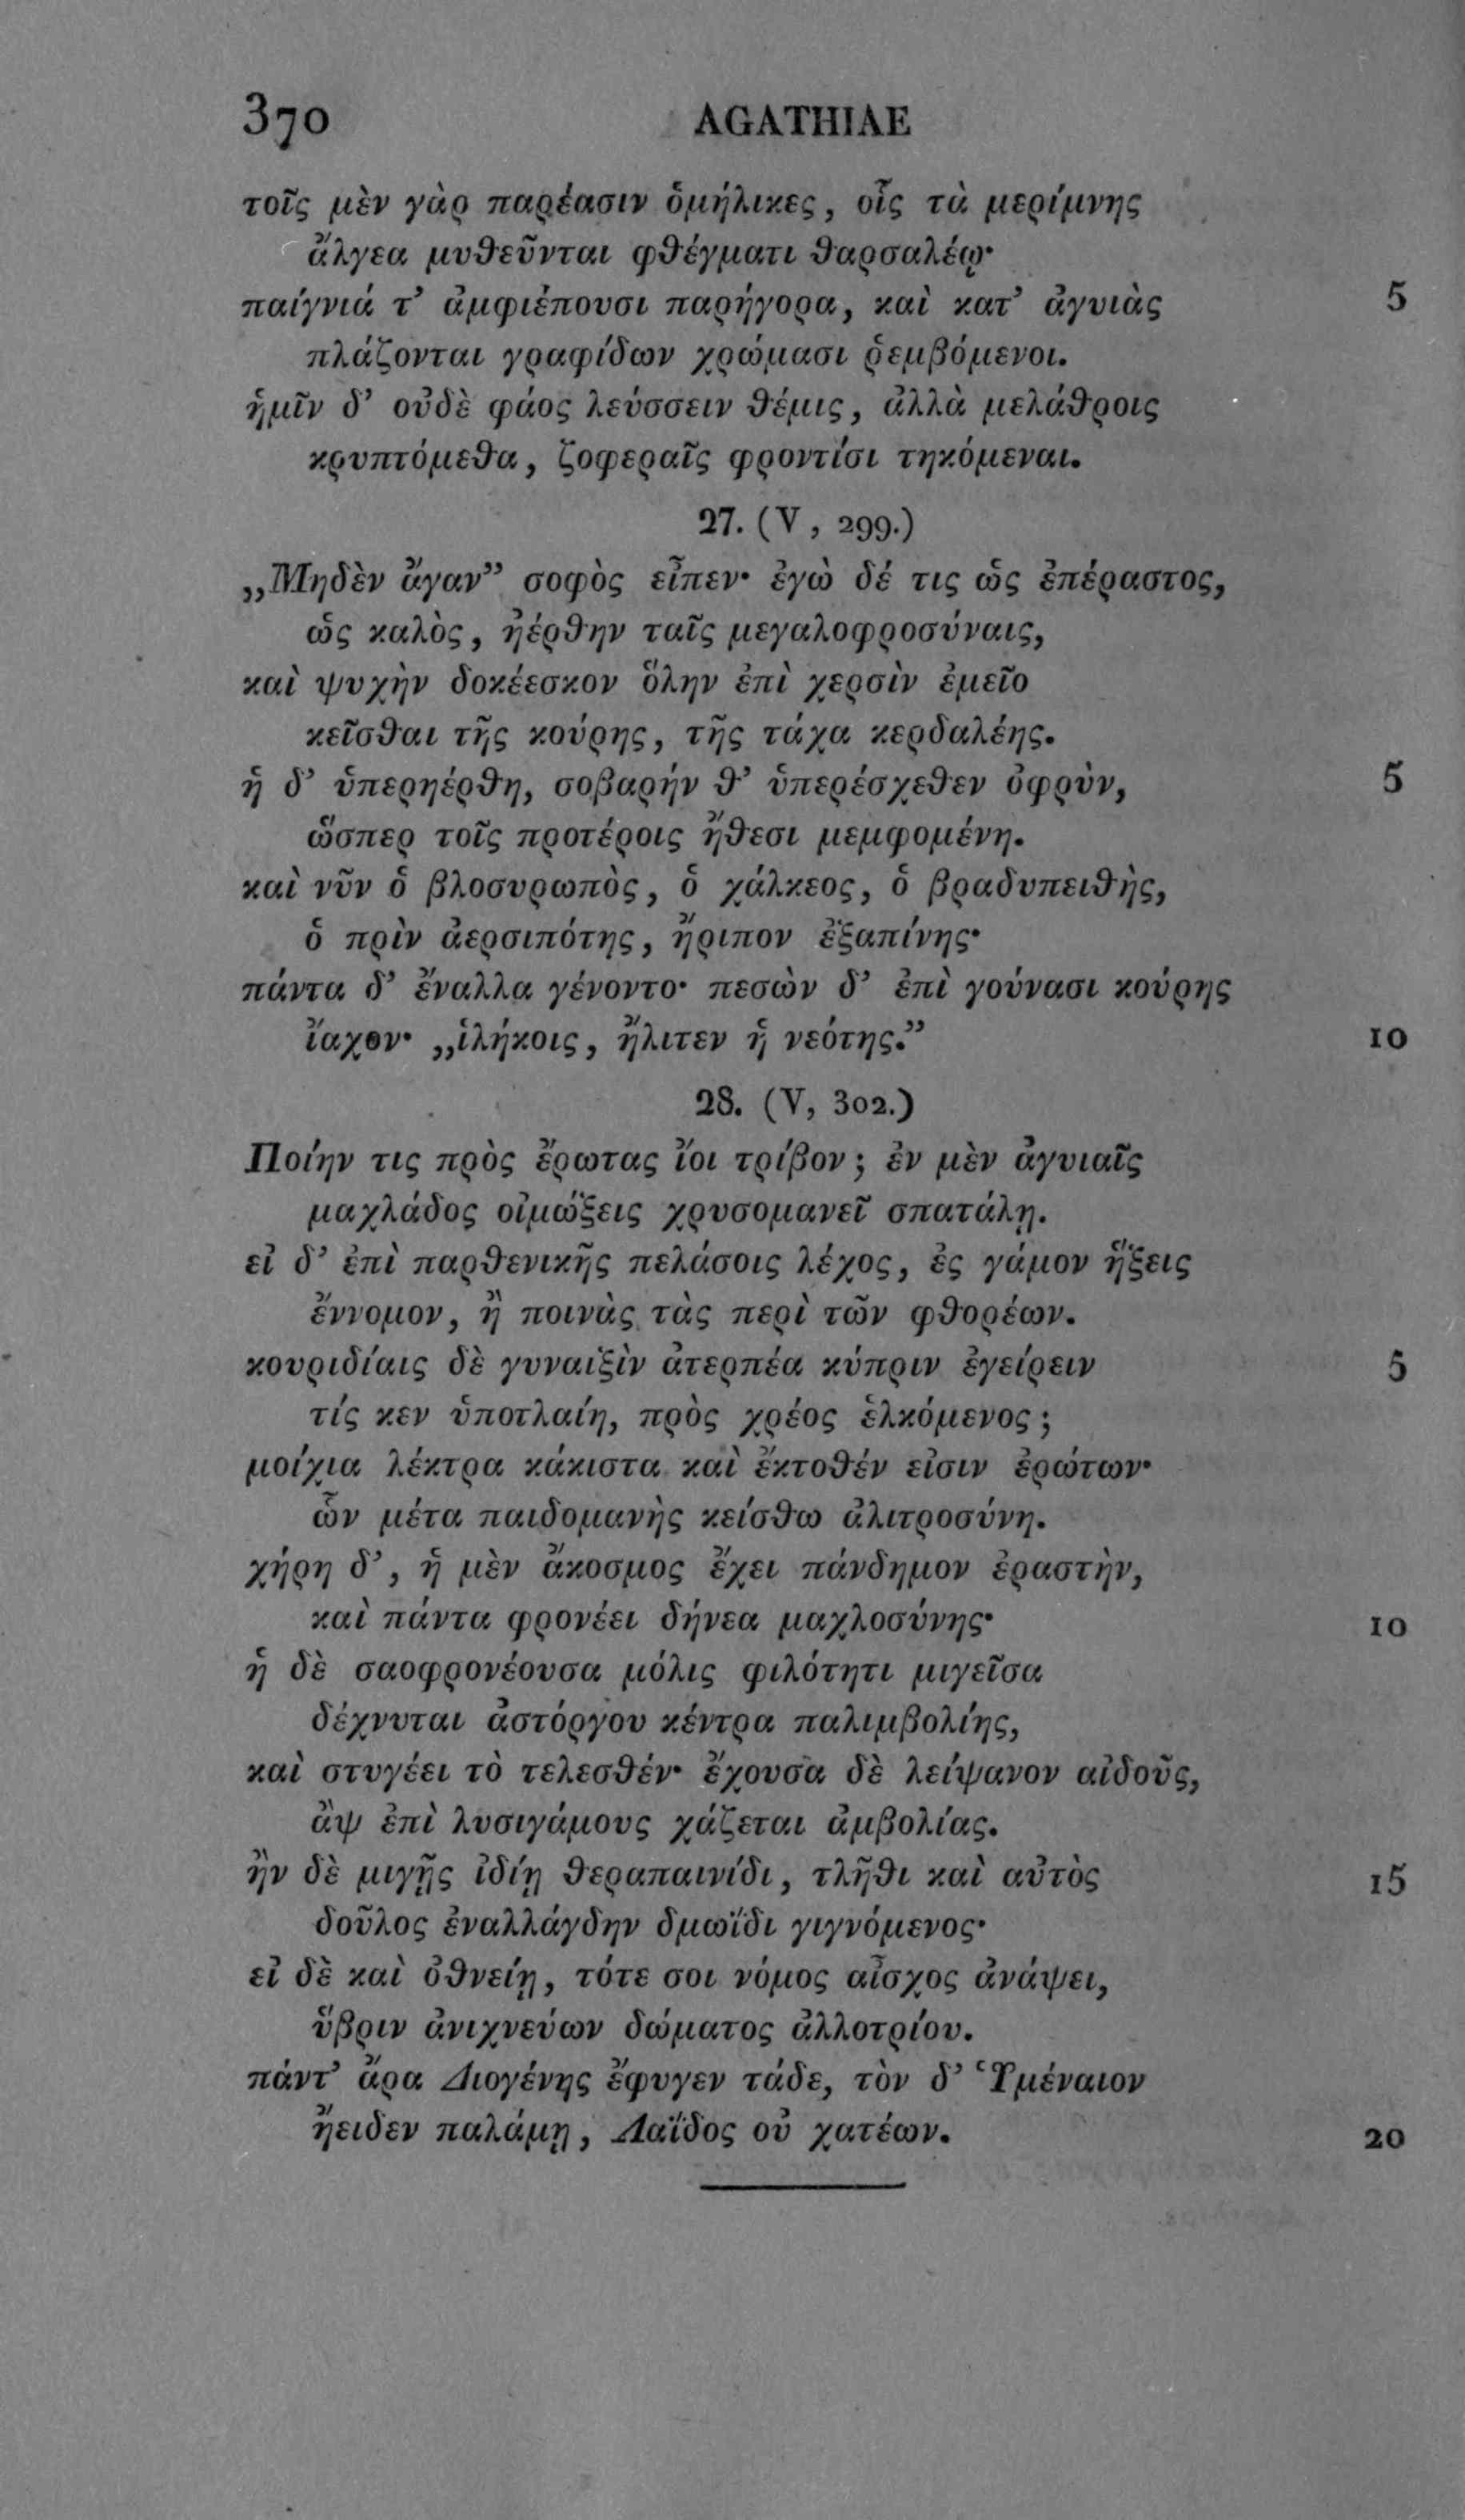 370 AGATHIAE
τοῖς μὲν γὰρ παρέασιν ὁμήλικες, οἷς τὰ μερίμνης
ἄλγεα μυθεῦνται φθέγματι θαρσαλέῳ·
παίγνιά τ' ἀμφιέπουσι παρήγορα, καὶ κατ' ἀγυιὰς 5
πλάζονται γραφίδων χρώμασι ῥεμβόμενοι.
ἡμῖν δ' οὐδὲ φάος λεύσσειν θέμις, ἀλλὰ μελάθροις
κρυπτόμεθα, ζοφεραῖς φροντίσι τηκόμεναι.
27. (V, 299.)
„Μηδὲν ἄγαν” σοφὸς εἶπεν· ἐγὼ δέ τις ὡς ἐπέραστος,
ὡς καλὸς, ἠέρθην ταῖς μεγαλοφροσύναις,
καὶ ψυχὴν δοκέεσκον ὅλην ἐπὶ χερσὶν ἐμεῖο
κεῖσθαι τῆς κούρης, τῆς τάχα κερδαλέης.
ἡ δ' ὑπερηέρθη, σοβαρήν θ' ὑπερέσχεθεν ὀφρὺν, 5
ὥσπερ τοῖς προτέροις ἤθεσι μεμφομένη.
καὶ νῦν ὁ βλοσυρωπὸς, ὁ χάλκεος, ὁ βραδυπειθὴς,
ὁ πρὶν ἀερσιπότης, ἤριπον ἐξαπίνης·
πάντα δ' ἔναλλα γένοντο· πεσὼν δ' ἐπὶ γούνασι κούρης
ἴαχον· „ἱλήκοις, ἤλιτεν ἡ νεότης.” 10
28. (V, 302.)
Ποίην τις πρὸς ἔρωτας ἴοι τρίβον; ἐν μὲν ἀγυιαῖς
μαχλάδος οἰμώξεις χρυσομανεῖ σπατάλῃ.
εἰ δ' ἐπὶ παρθενικῆς πελάσοις λέχος, ἐς γάμον ἥξεις
ἔννομον, ἢ ποινὰς τὰς περὶ τῶν φθορέων.
κουριδίαις δὲ γυναιξὶν ἀτερπέα κύπριν ἐγείρειν 5
τίς κεν ὑποτλαίη, πρὸς χρέος ἑλκόμενος;
μοίχια λέκτρα κάκιστα καὶ ἔκτοθέν εἰσιν ἐρώτων·
ὧν μέτα παιδομανὴς κείσθω ἀλιτροσύνη.
χήρη δ', ἡ μὲν ἄκοσμος ἔχει πάνδημον ἐραστὴν,
καὶ πάντα φρονέει δήνεα μαχλοσύνης· 10
ἡ δὲ σαοφρονέουσα μόλις φιλότητι μιγεῖσα
δέχνυται ἀστόργου κέντρα παλιμβολίης,
καὶ στυγέει τὸ τελεσθέν· ἔχουσα δὲ λείψανον αἰδοῦς,
ἂψ ἐπὶ λυσιγάμους χάζεται ἀμβολίας.
ἢν δὲ μιγῇς ἰδίῃ θεραπαινίδι, τλῆθι καὶ αὐτὸς 15
δοῦλος ἐναλλάγδην δμωΐδι γιγνόμενος·
εἰ δὲ καὶ ὀθνείῃ, τότε σοι νόμος αἶσχος ἀνάψει,
ὕβριν ἀνιχνεύων δώματος ἀλλοτρίου.
πάντ' ἄρα Διογένης ἔφυγεν τάδε, τὸν δ' Ὑμέναιον
ἤειδεν παλάμῃ, Λαΐδος οὐ χατέων. 20